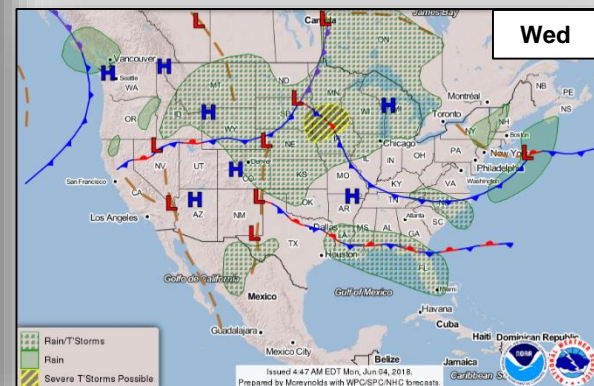 Wed
Canada
James Bay
Vancouver
Seattle
WA
MT
ND
MN
ON
WI
MI
Montréal
NB
PE
NS
Toronto
NH
Boston
NY
OR
ID
WY
SD
NE
Chicago
PA
New York
Philadelphia
Washington
San Francisco
NV
UT
Denver
CO
KS
MO
IL
IN
OH
KY
VA
CA
Los Angeles
AZ
NM
OK
AR
TN
NC
SC
Atlanta
Dallas
TX
LA
MS
AL
GA
Houston
FL
Miami
Golfo de California
Mexico
Gulf of Mexico
Havana
Cuba
Guadalajara
Mexico City
Belize
Jamaica
Haiti
Dominican Republic
Caribbean
H H H H H H H
L L L L L L L L L
Rain/T'Storms
Rain
Severe T'Storms Possible
Issued 4:47 AM EDT Mon, Jun 04, 2018.
Prepared by Mcreynolds with WPC/SPC/NHC forecasts.
NOAA